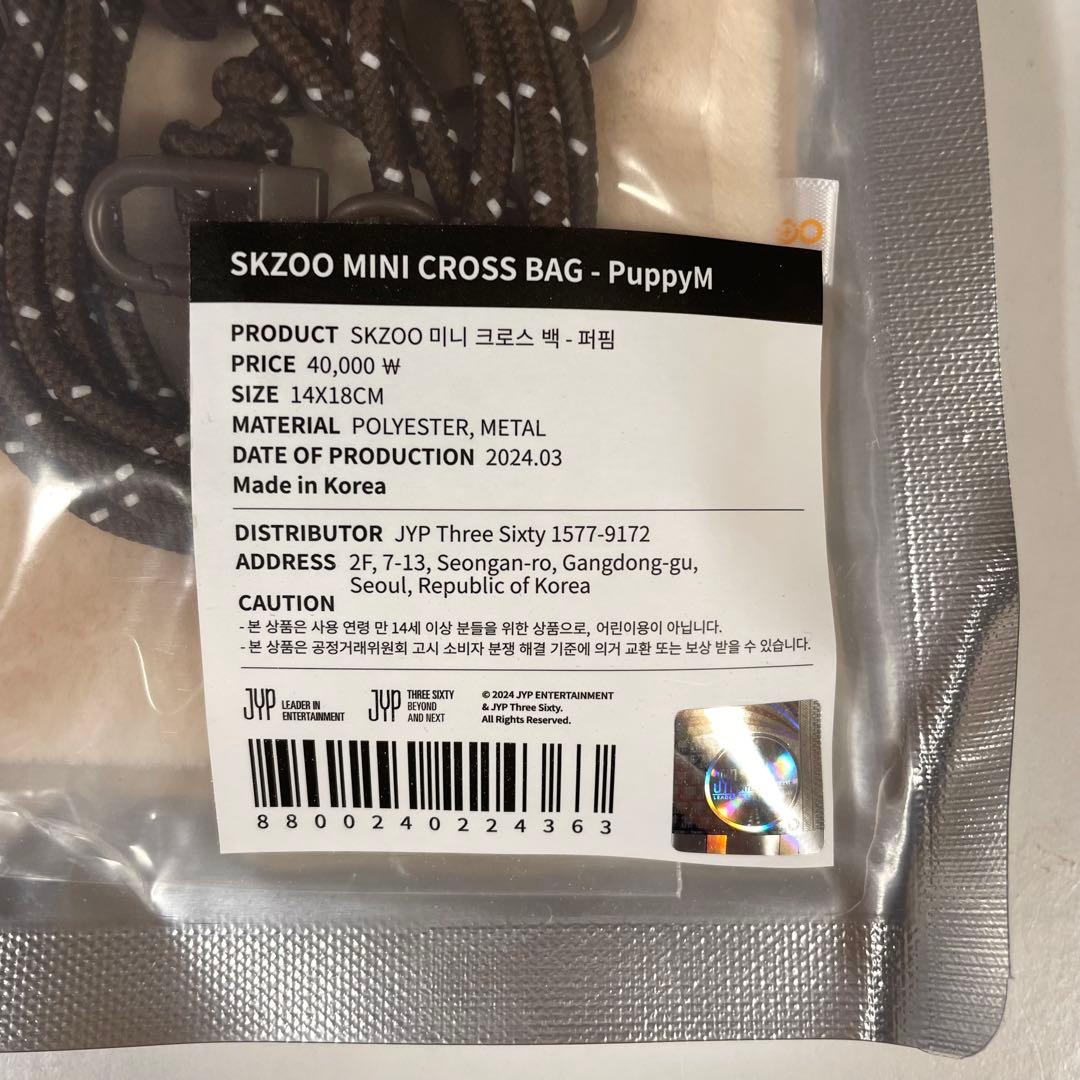 SKZOO MINI CROSS BAG - PuppyM
PRODUCT SKZOO 미니 크로스 백 - 퍼핌
PRICE 40,000 ₩
SIZE 14X18CM
MATERIAL POLYESTER, METAL
DATE OF PRODUCTION 2024.03
Made in Korea
DISTRIBUTOR JYP Three Sixty 1577-9172
ADDRESS 2F, 7-13, Seongan-ro, Gangdong-gu,
Seoul, Republic of Korea
CAUTION
- 본 상품은 사용 연령 만 14세 이상 분들을 위한 상품으로, 어린이용이 아닙니다.
- 본 상품은 공정거래위원회 고시 소비자 분쟁 해결 기준에 의거 교환 또는 보상 받을 수 있습니다.
JYP LEADER IN
ENTERTAINMENT
JYP THREE SIXTY
BEYOND
AND NEXT
© 2024 JYP ENTERTAINMENT
& JYP Three Sixty.
All Rights Reserved.
8800240224363